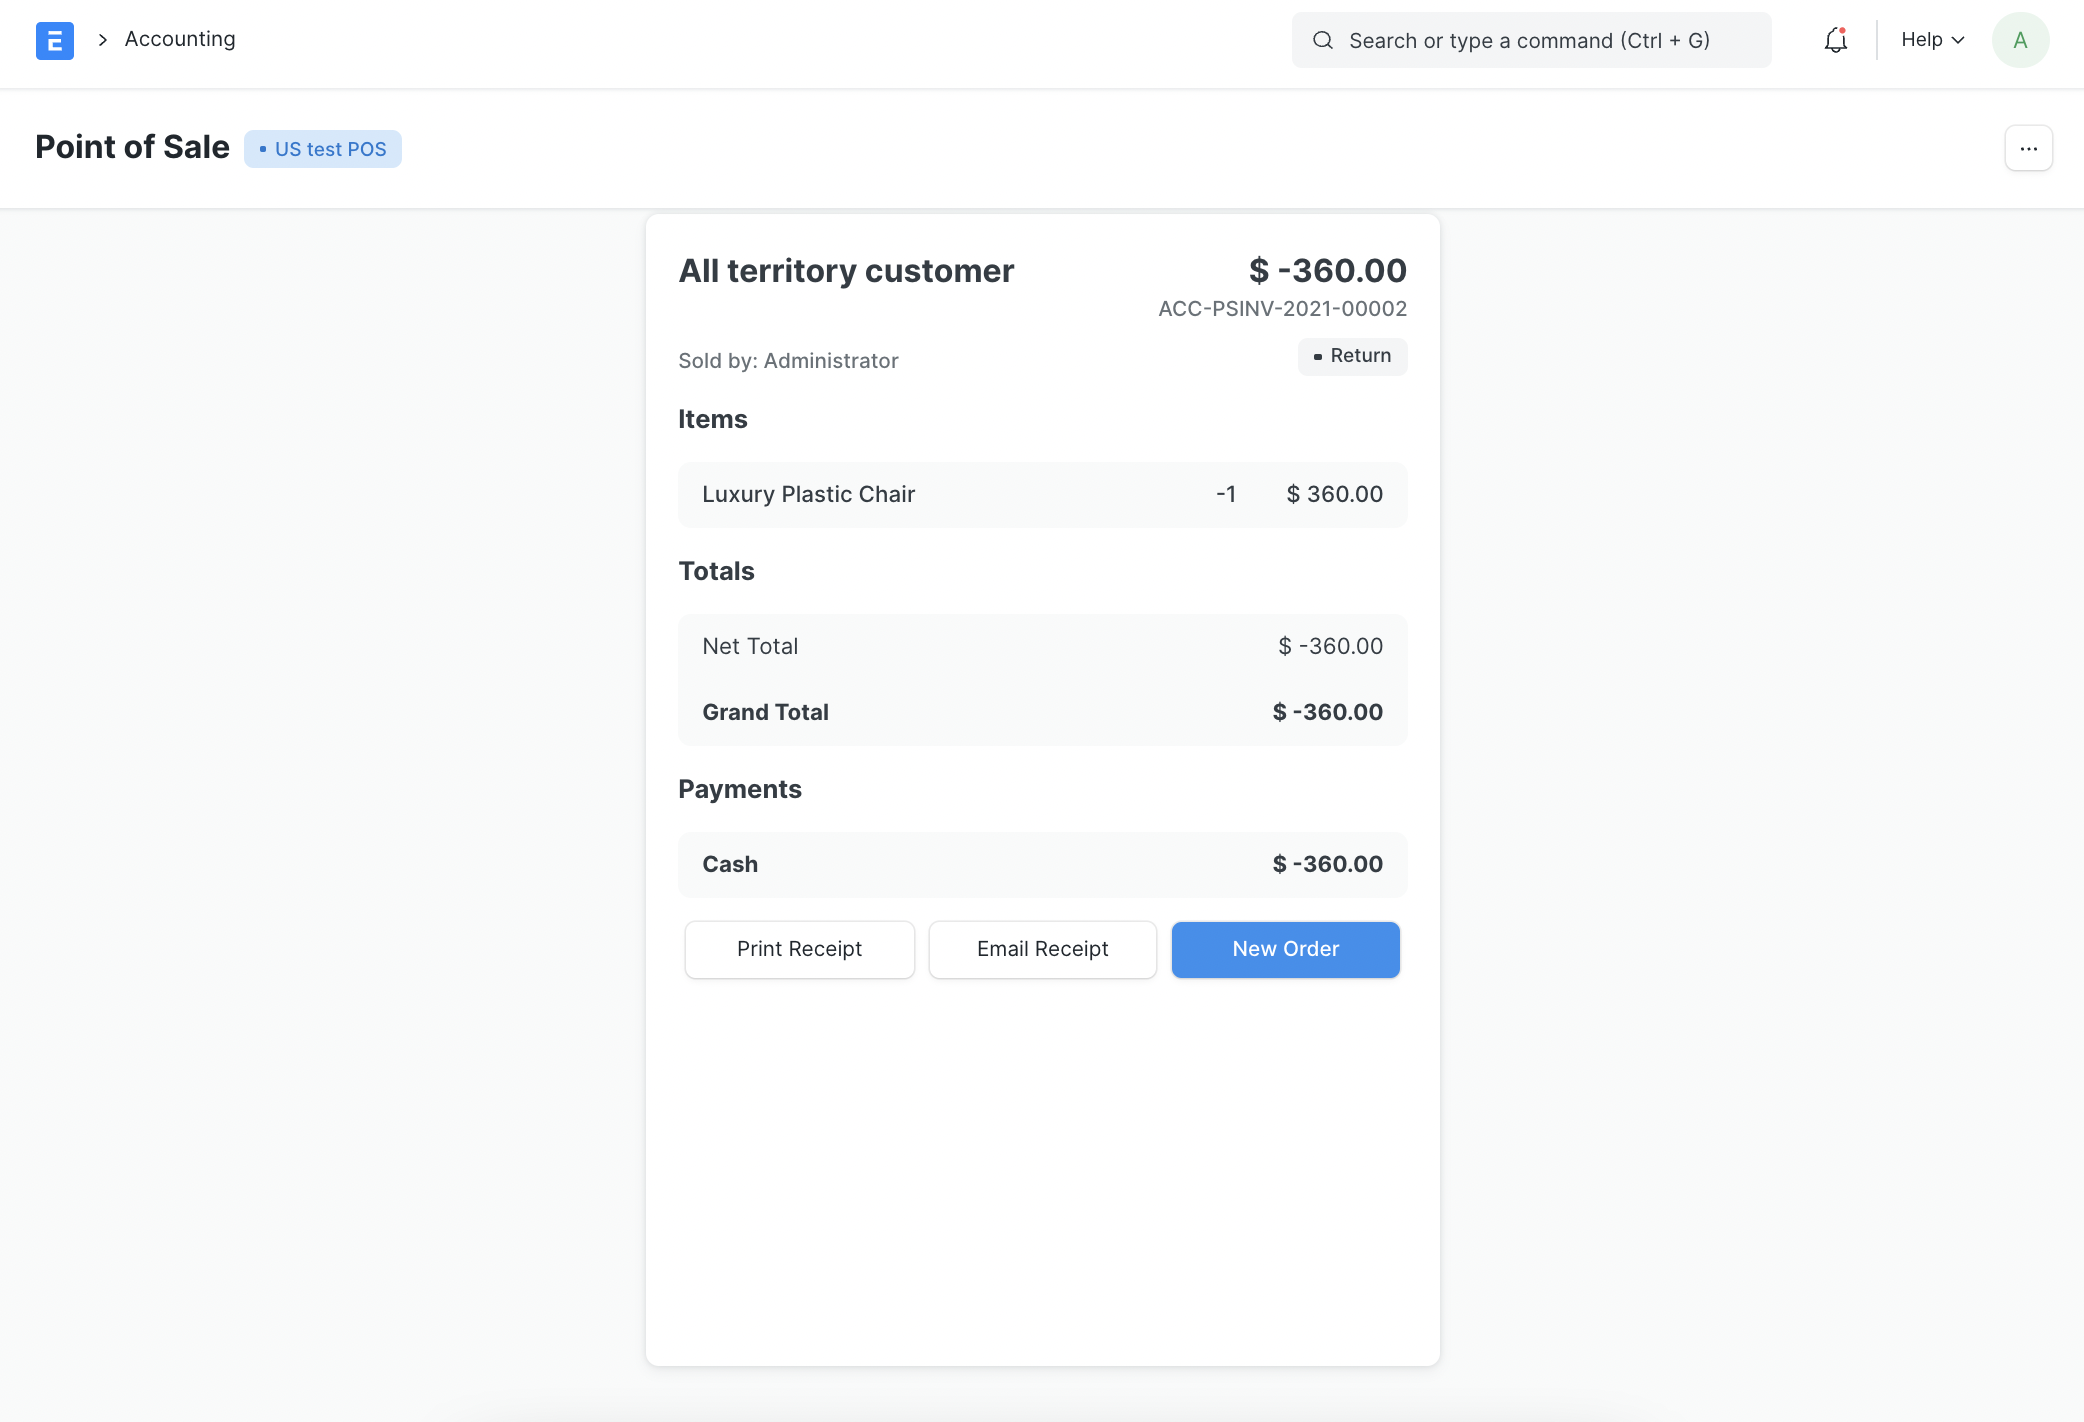 E > Accounting Search or type a command (Ctrl + G) Help A
Point of Sale US test POS ...
All territory customer $ -360.00
ACC-PSINV-2021-00002
Sold by: Administrator Return
Items
Luxury Plastic Chair -1 $ 360.00
Totals
Net Total $ -360.00
Grand Total $ -360.00
Payments
Cash $ -360.00
Print Receipt Email Receipt New Order